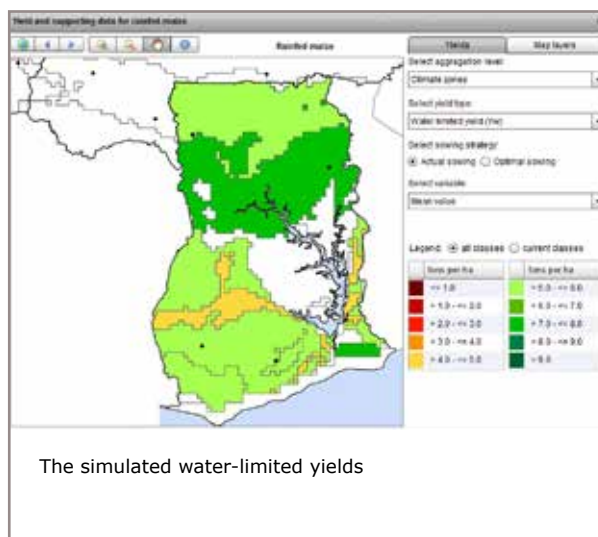 Yield and supporting data for rainfed maize
Rainfed maize
Yields
Map layers
Select aggregation level:
Climate zones
Select yield type:
Water limited yield (Yw)
Select sowing strategy:
Actual sowing Optimal sowing
Select variable:
Mean value
Legend: all classes current classes
tons per ha tons per ha
<= 1.0 > 5.0 - <= 6.0
> 1.0 - <= 2.0 > 6.0 - <= 7.0
> 2.0 - <= 3.0 > 7.0 - <= 8.0
> 3.0 - <= 4.0 > 8.0 - <= 9.0
> 4.0 - <= 5.0 > 9.0
The simulated water-limited yields